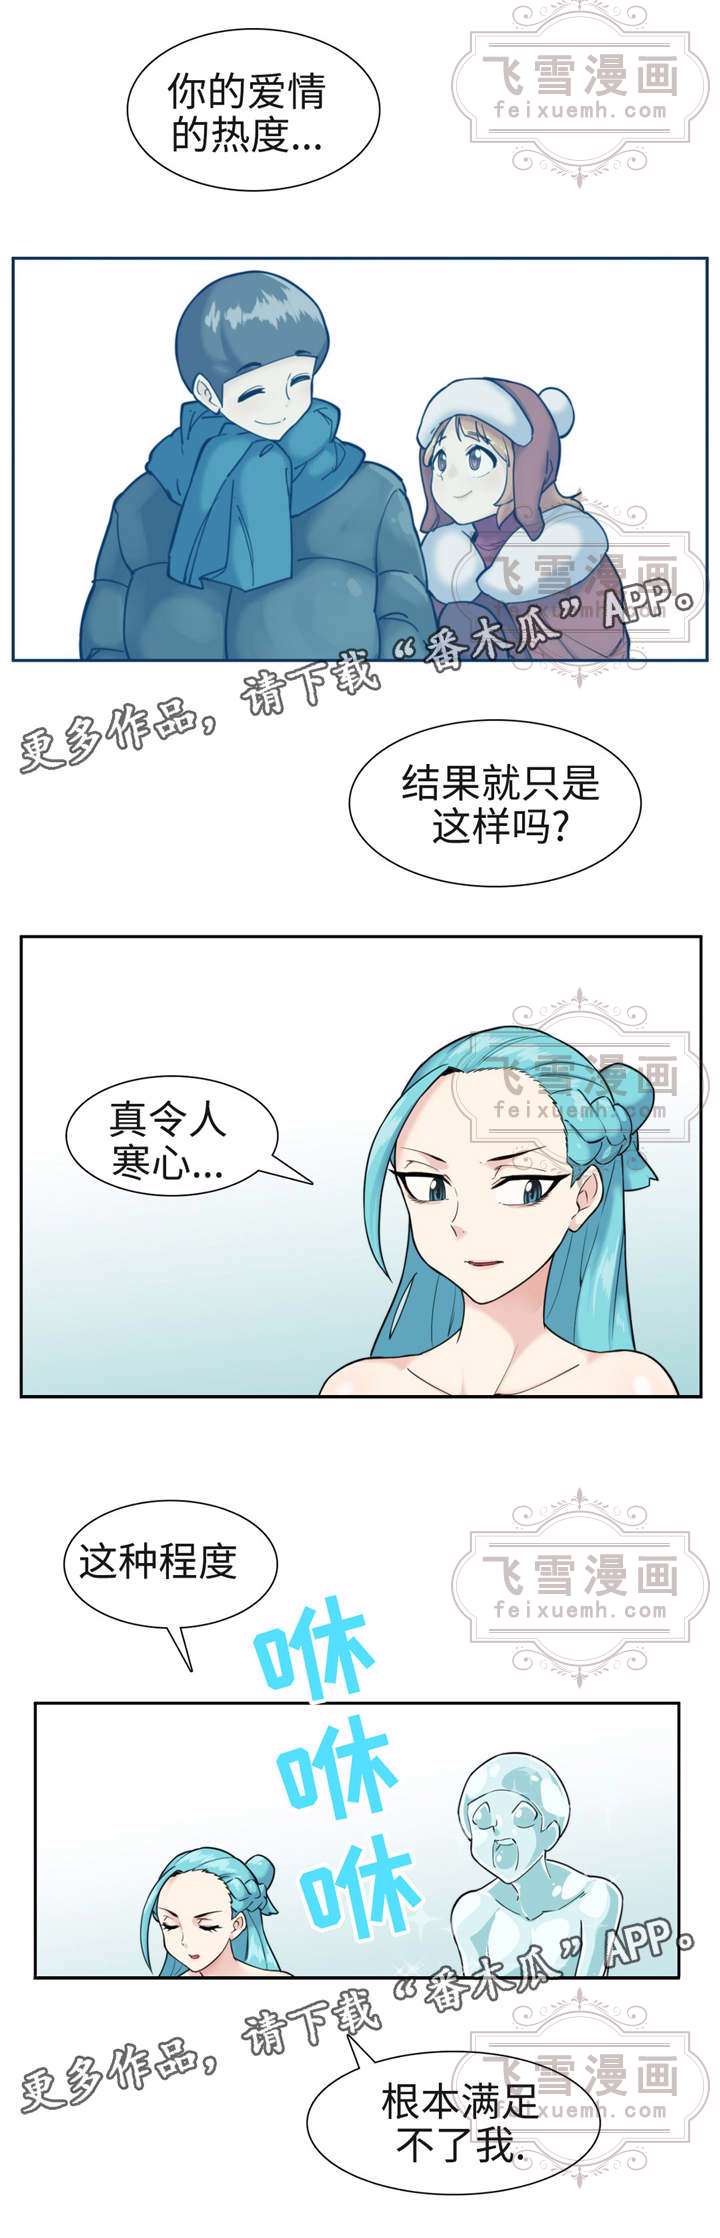 飞雪漫画
feixuemh.com
你的爱情
的热度...
飞雪漫画
feixuemh.com
更多作品，请下载“番木瓜”APP。
结果就只是
这样吗?
飞雪漫画
feixuemh.com
真令人
寒心...
飞雪漫画
feixuemh.com
这种程度
咻
咻
咻
更多作品，请下载“番木瓜”APP。
飞雪漫画
feixuemh.com
根本满足
不了我.